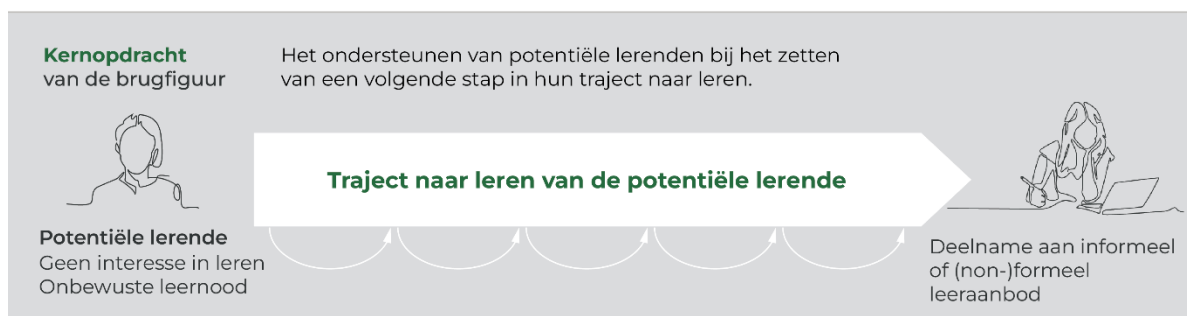 Kernopdracht
van de brugfiguur
Het ondersteunen van potentiële lerenden bij het zetten
van een volgende stap in hun traject naar leren.
Traject naar leren van de potentiële lerende
Potentiële lerende
Geen interesse in leren
Onbewuste leernood
Deelname aan informeel
of (non-)formeel
leeraanbod